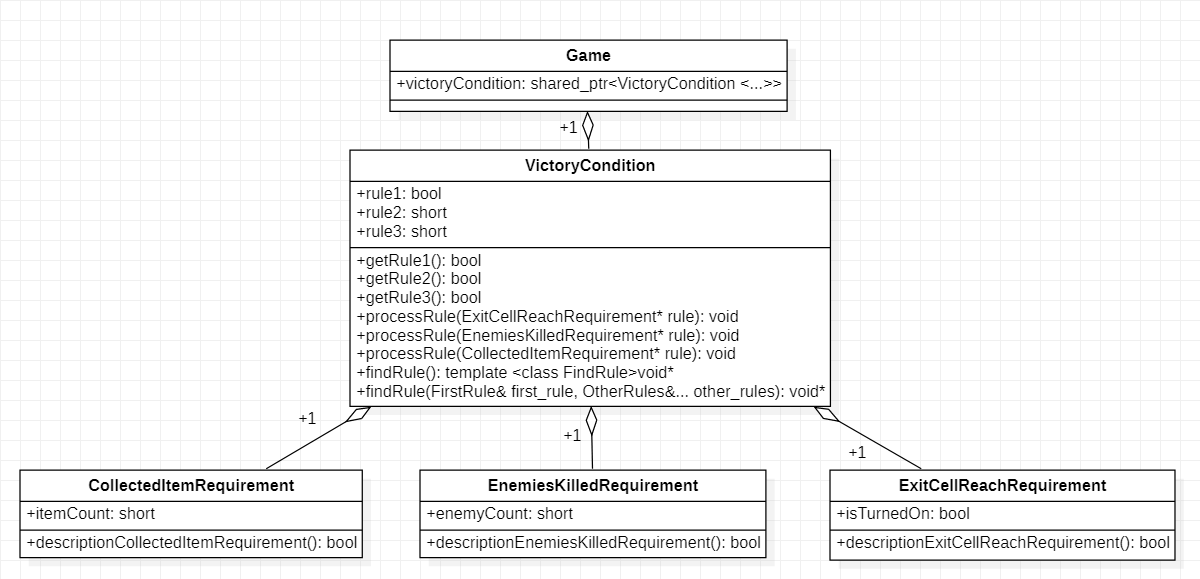 Game
+victoryCondition: shared_ptr<VictoryCondition <...>>
+1
VictoryCondition
+rule1: bool
+rule2: short
+rule3: short
+getRule1(): bool
+getRule2(): bool
+getRule3(): bool
+processRule(ExitCellReachRequirement* rule): void
+processRule(EnemiesKilledRequirement* rule): void
+processRule(CollectedItemRequirement* rule): void
+findRule(): template <class FindRule>void*
+findRule(FirstRule& first_rule, OtherRules&... other_rules): void*
+1
+1
+1
CollectedItemRequirement
+itemCount: short
+descriptionCollectedItemRequirement(): bool
EnemiesKilledRequirement
+enemyCount: short
+descriptionEnemiesKilledRequirement(): bool
ExitCellReachRequirement
+isTurnedOn: bool
+descriptionExitCellReachRequirement(): bool